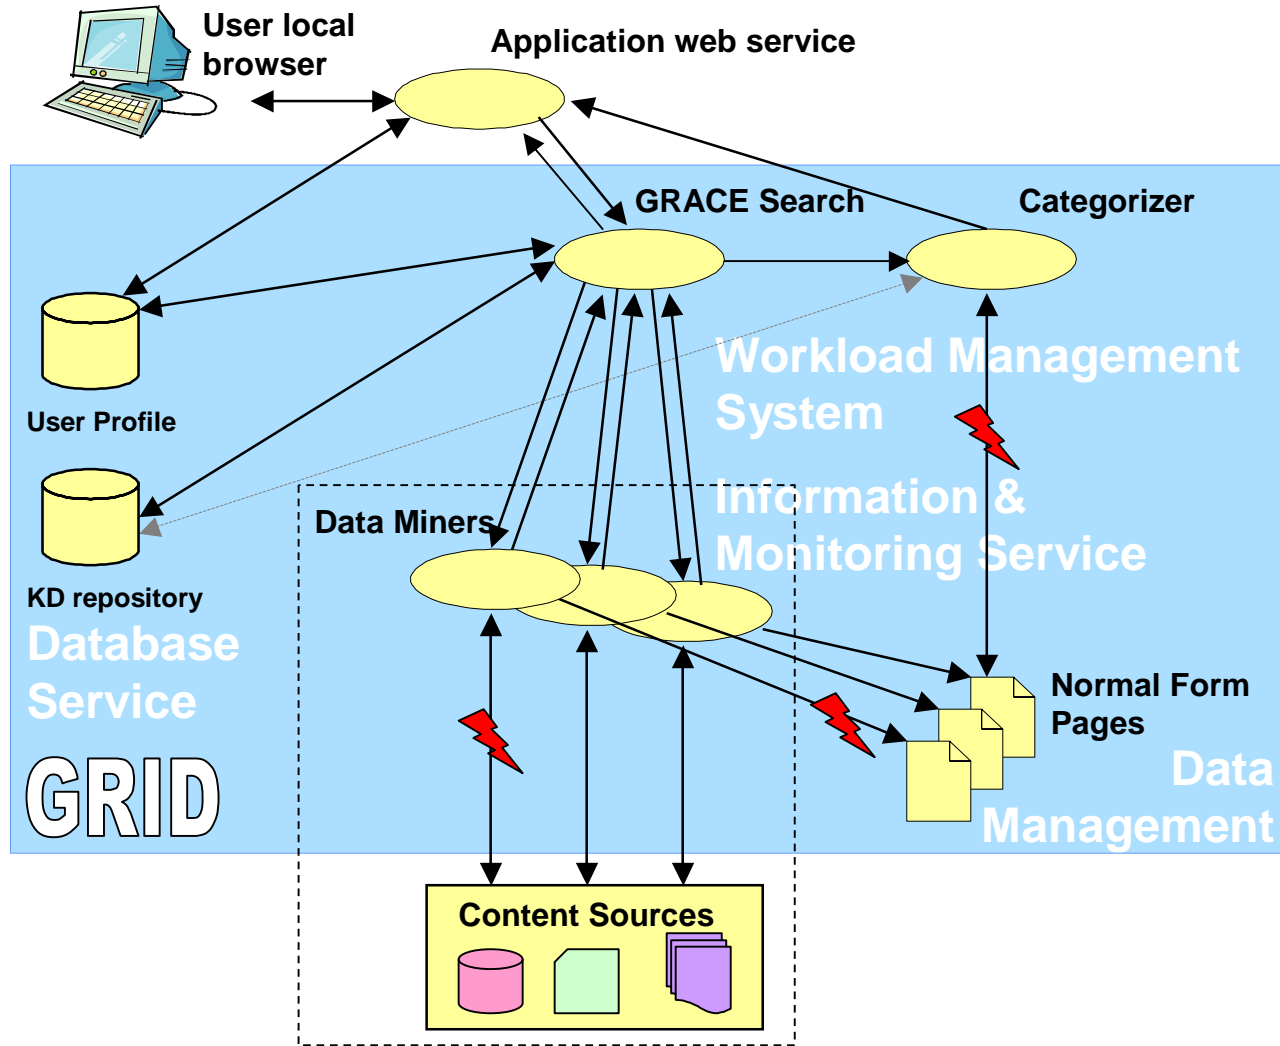 User local
browser
Application web service
GRACE Search
Categorizer
Workload Management
System
User Profile
Information &
Monitoring Service
Data Miners
KD repository
Database
Service
Normal Form
Pages
GRID
Data
Management
Content Sources